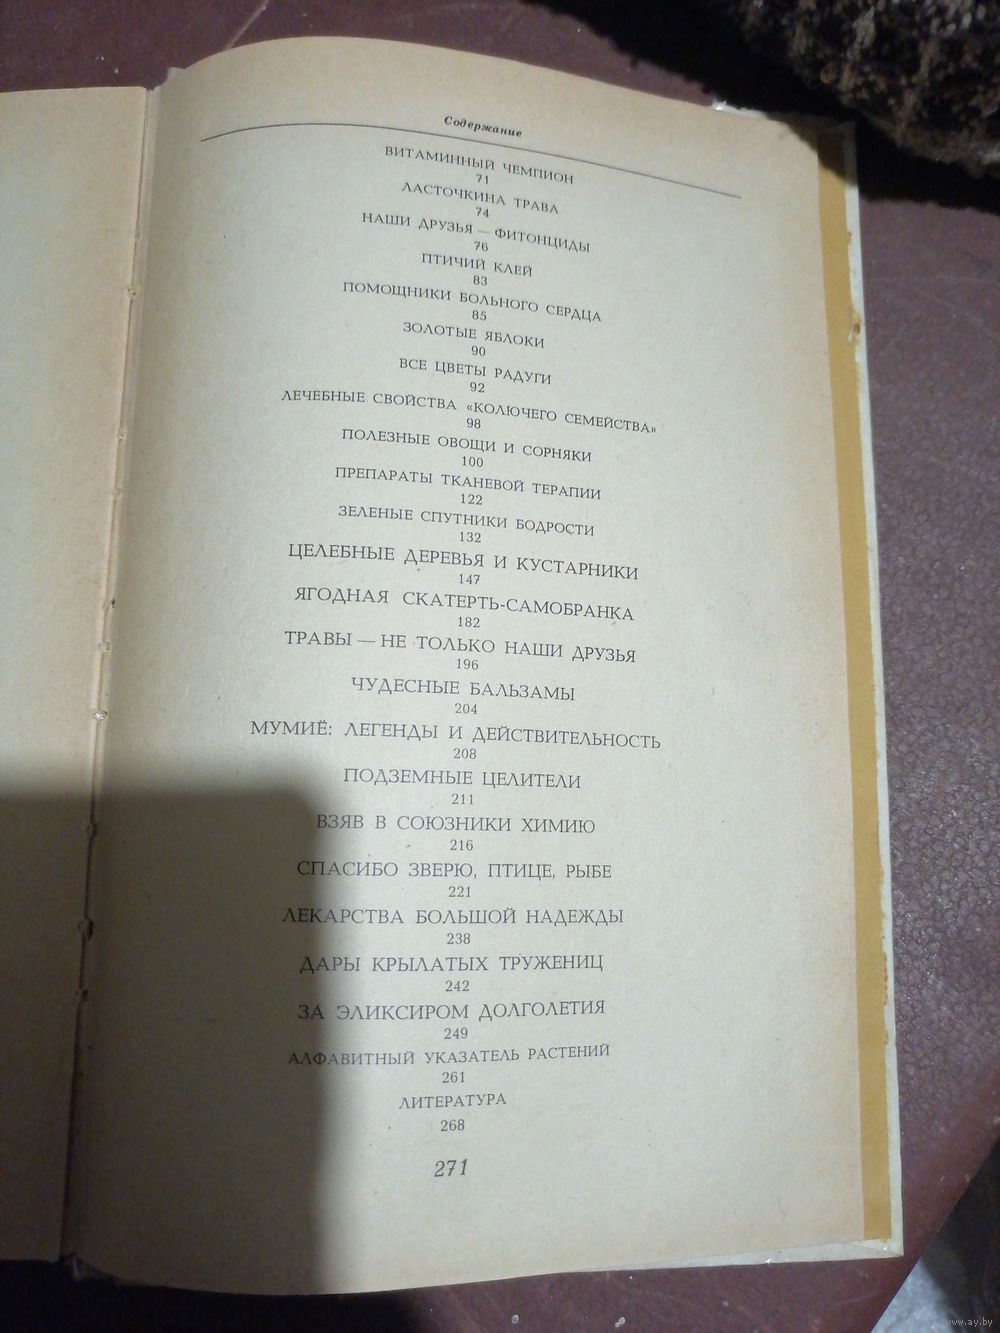 Содержание
ВИТАМИННЫЙ ЧЕМПИОН
71
ЛАСТОЧКИНА ТРАВА
74
НАШИ ДРУЗЬЯ — ФИТОНЦИДЫ
76
ПТИЧИЙ КЛЕЙ
83
ПОМОЩНИКИ БОЛЬНОГО СЕРДЦА
85
ЗОЛОТЫЕ ЯБЛОКИ
90
ВСЕ ЦВЕТЫ РАДУГИ
92
ЛЕЧЕБНЫЕ СВОЙСТВА «КОЛЮЧЕГО СЕМЕЙСТВА»
98
ПОЛЕЗНЫЕ ОВОЩИ И СОРНЯКИ
100
ПРЕПАРАТЫ ТКАНЕВОЙ ТЕРАПИИ
122
ЗЕЛЕНЫЕ СПУТНИКИ БОДРОСТИ
132
ЦЕЛЕБНЫЕ ДЕРЕВЬЯ И КУСТАРНИКИ
147
ЯГОДНАЯ СКАТЕРТЬ-САМОБРАНКА
182
ТРАВЫ — НЕ ТОЛЬКО НАШИ ДРУЗЬЯ
196
ЧУДЕСНЫЕ БАЛЬЗАМЫ
204
МУМИЁ: ЛЕГЕНДЫ И ДЕЙСТВИТЕЛЬНОСТЬ
208
ПОДЗЕМНЫЕ ЦЕЛИТЕЛИ
211
ВЗЯВ В СОЮЗНИКИ ХИМИЮ
216
СПАСИБО ЗВЕРЮ, ПТИЦЕ, РЫБЕ
221
ЛЕКАРСТВА БОЛЬШОЙ НАДЕЖДЫ
238
ДАРЫ КРЫЛАТЫХ ТРУЖЕНИЦ
242
ЗА ЭЛИКСИРОМ ДОЛГОЛЕТИЯ
249
АЛФАВИТНЫЙ УКАЗАТЕЛЬ РАСТЕНИЙ
261
ЛИТЕРАТУРА
268
271
www.ay.by